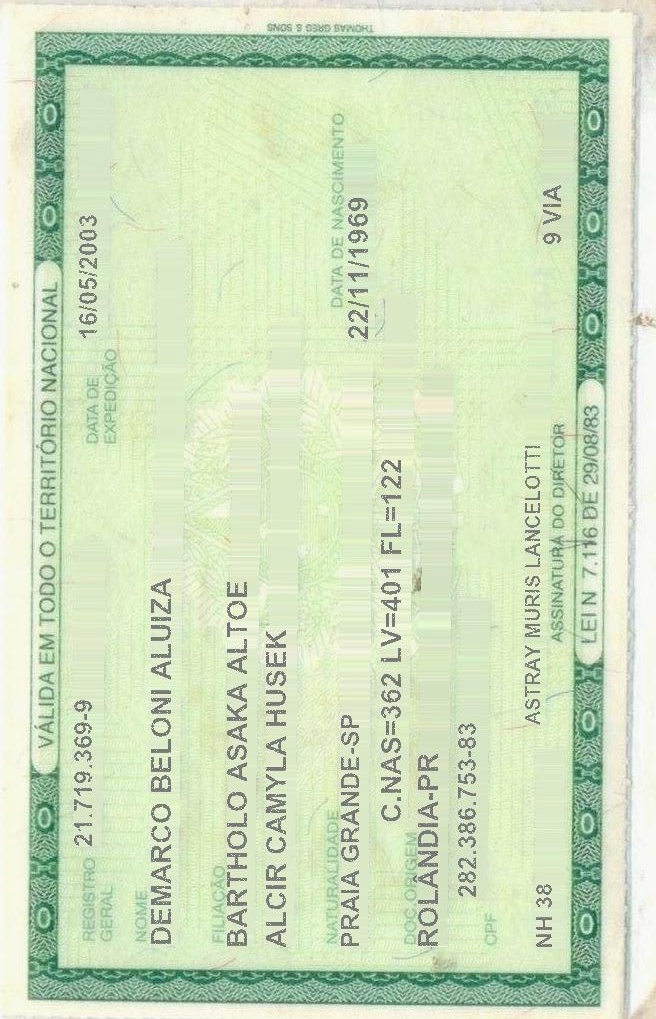 VÁLIDA EM TODO O TERRITÓRIO NACIONAL
REGISTRO GERAL 21.719.369-9 DATA DE EXPEDIÇÃO 16/05/2003
NOME
DEMARCO BELONI ALUIZA
FILIAÇÃO
BARTHOLO ASAKA ALTOE
ALCIR CAMYLA HUSEK
NATURALIDADE DATA DE NASCIMENTO
PRAIA GRANDE-SP 22/11/1969
DOC ORIGEM C.NAS=362 LV=401 FL=122
ROLÂNDIA-PR
CPF 282.386.753-83
NH 38 ASTRAY MURIS LANCELOTTI 9 VIA
ASSINATURA DO DIRETOR
LEI N 7.116 DE 29/08/83
THOMAS GREG & SONS